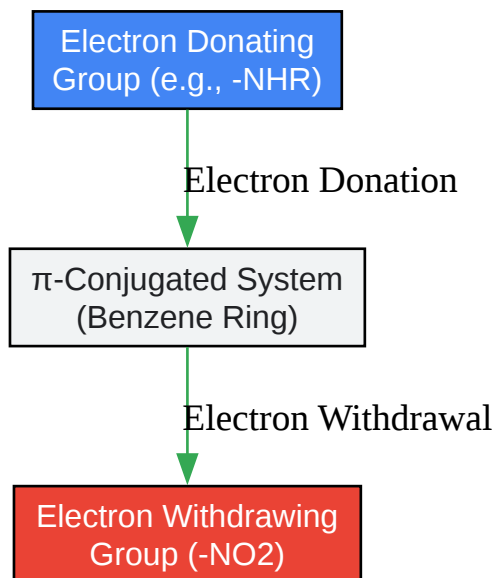 Electron Donating
Group (e.g., -NHR)
Electron Donation
π-Conjugated System
(Benzene Ring)
Electron Withdrawal
Electron Withdrawing
Group (-NO2)